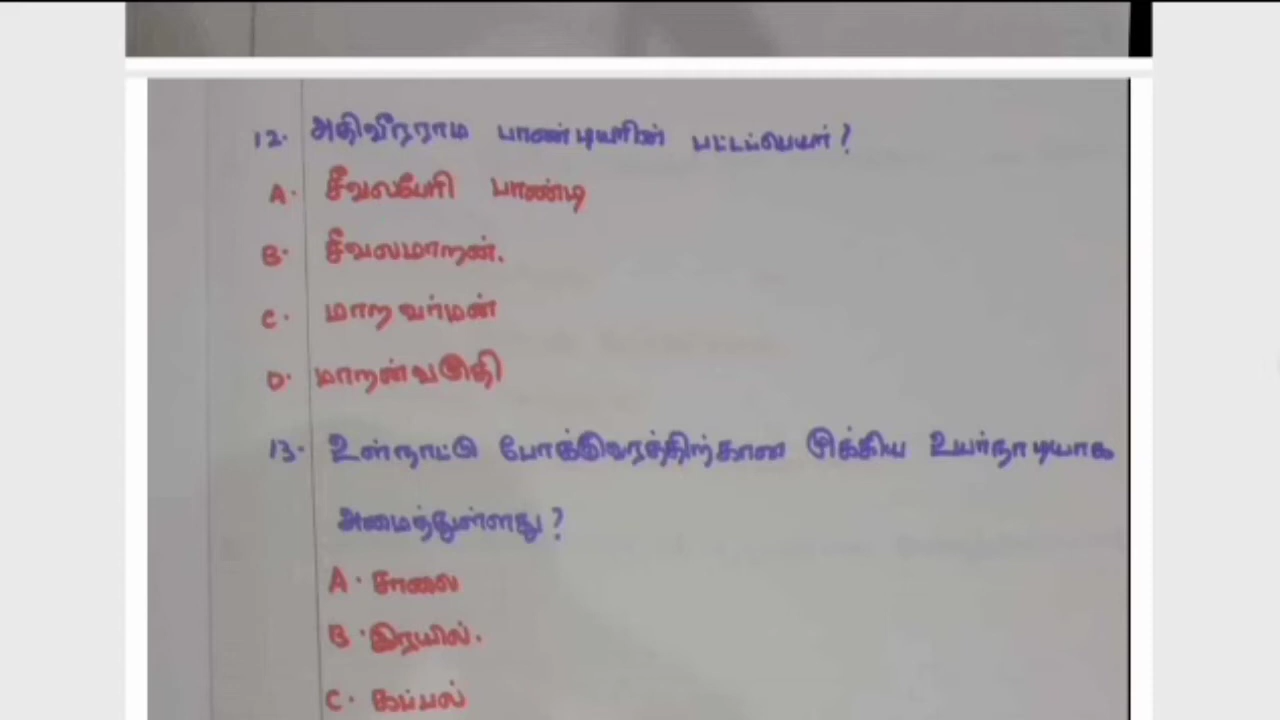 12. அதிவீரராம பாண்டியரின் பட்டப்பெயர்?
A. சீவலபேரி பாண்டி
B. சீவலமாறன்.
C. மாறவர்மன்
D. மாறன்வழுதி
13. உள்நாட்டு போக்குவரத்திற்கான முக்கிய உயர்நாடியாக
அமைந்துள்ளது?
A. சாலை
B. இரயில்.
C. கப்பல்